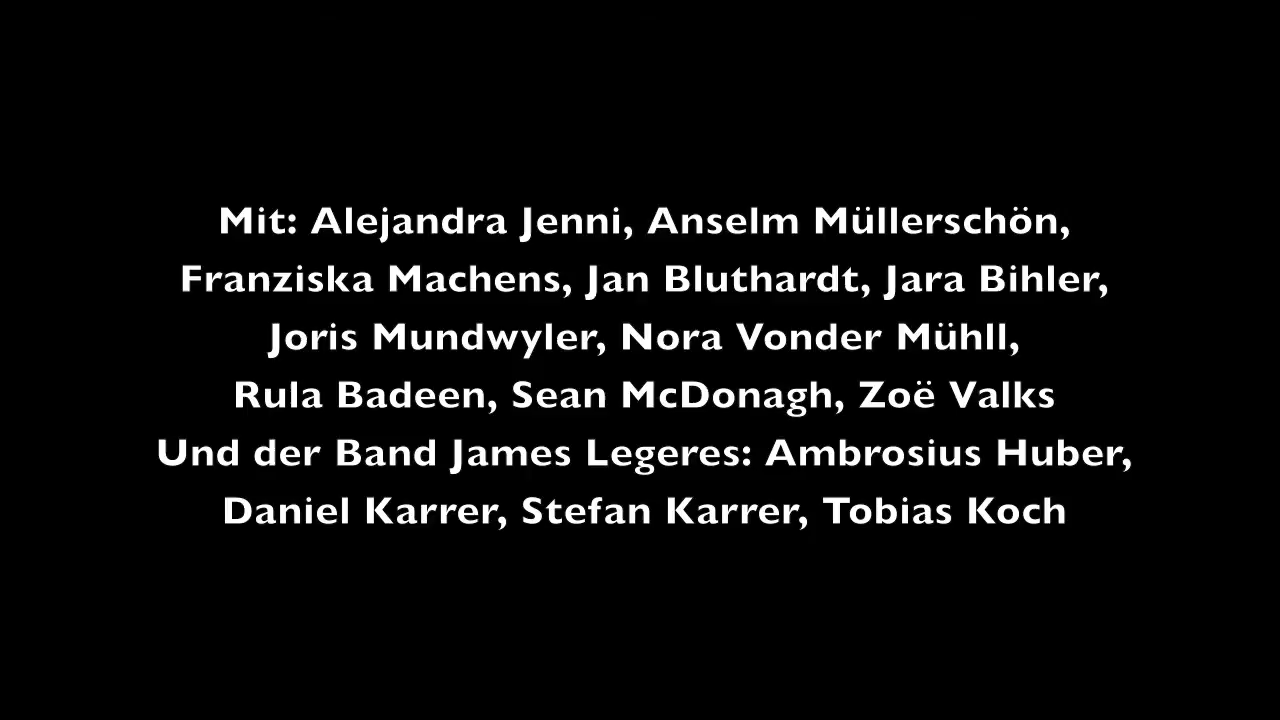 Mit: Alejandra Jenni, Anselm Müllerschön,
Franziska Machens, Jan Bluthardt, Jara Bihler,
Joris Mundwyler, Nora Vonder Mühll,
Rula Badeen, Sean McDonagh, Zoë Valks
Und der Band James Legeres: Ambrosius Huber,
Daniel Karrer, Stefan Karrer, Tobias Koch